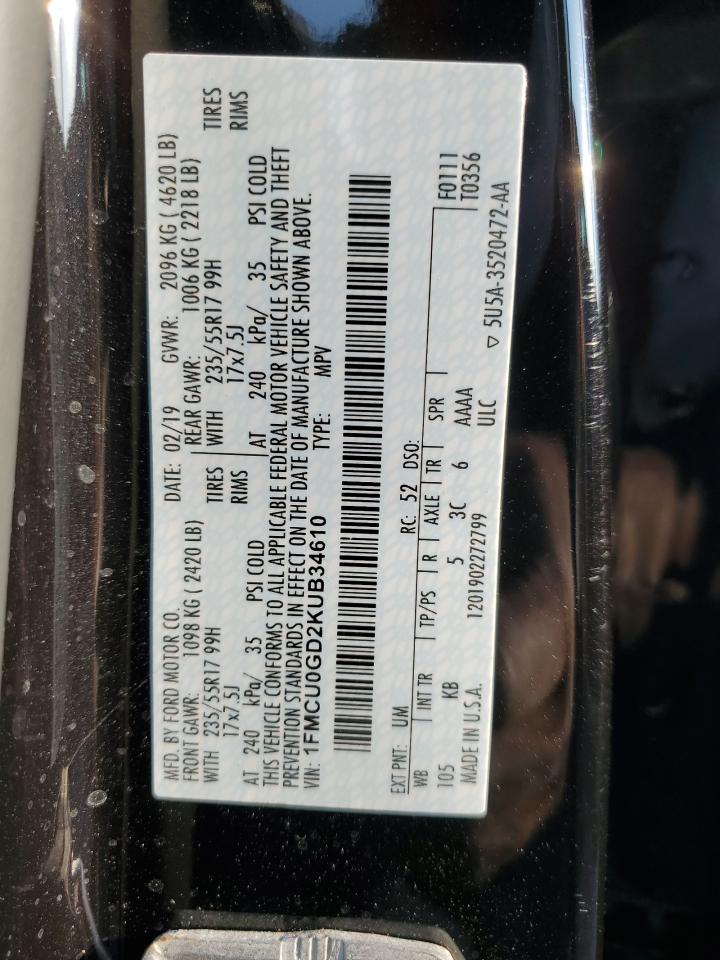 MFD. BY FORD MOTOR CO. DATE: 02/19 GVWR: 2096 KG ( 4620 LB)
FRONT GAWR: 1098 KG ( 2420 LB) REAR GAWR: 1006 KG ( 2218 LB)
WITH 235/55R17 99H TIRES WITH 235/55R17 99H TIRES
17x7.5J RIMS 17x7.5J RIMS
AT 240 kPa/ 35 PSI COLD AT 240 kPa/ 35 PSI COLD
THIS VEHICLE CONFORMS TO ALL APPLICABLE FEDERAL MOTOR VEHICLE SAFETY AND THEFT
PREVENTION STANDARDS IN EFFECT ON THE DATE OF MANUFACTURE SHOWN ABOVE.
VIN: 1FMCU0GD2KUB34610 TYPE: MPV
EXT PNT: UM RC: 52 DSO: F0111
WB INT TR TP/PS R AXLE TR SPR T0356
105 KB 5 3C 6 AAAA
MADE IN U.S.A. 1201902272799 ULC ▽ 5U5A-3520472-AA